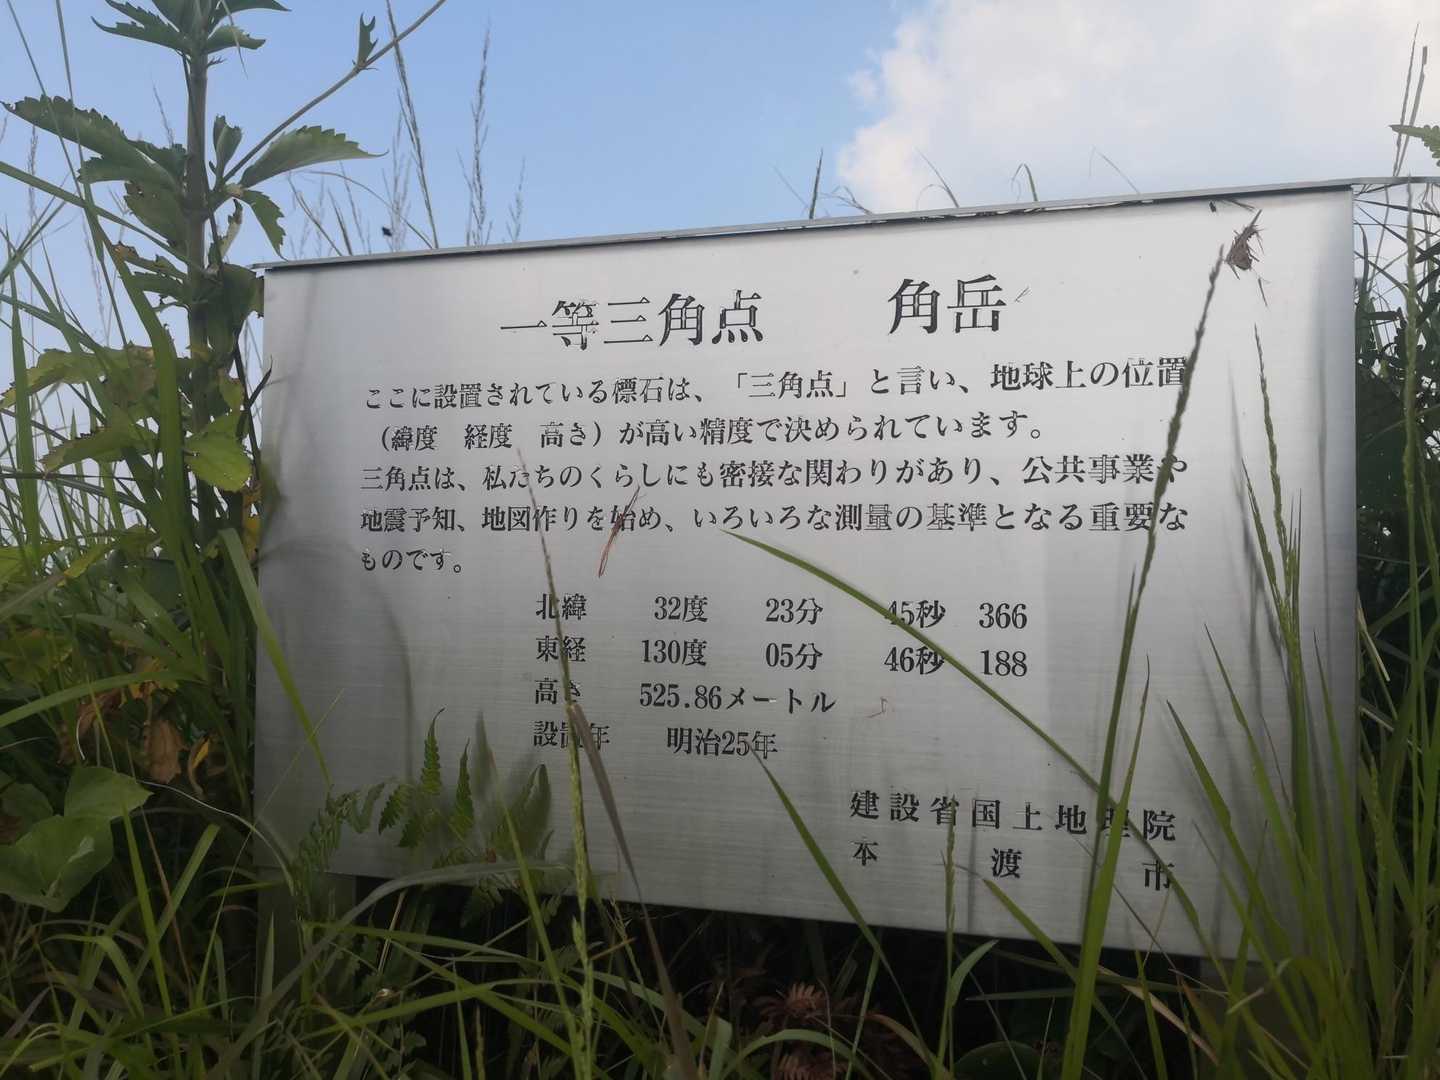 一等三角点　角岳
ここに設置されている標石は、「三角点」と言い、地球上の位置
（緯度　経度　高さ）が高い精度で決められています。
三角点は、私たちのくらしにも密接な関わりがあり、公共事業や
地震予知、地図作りを始め、いろいろな測量の基準となる重要な
ものです。
北緯　32度　23分　45秒　366
東経　130度　05分　46秒　188
高さ　525.86メートル
設置年　明治25年
建設省国土地理院
本渡市